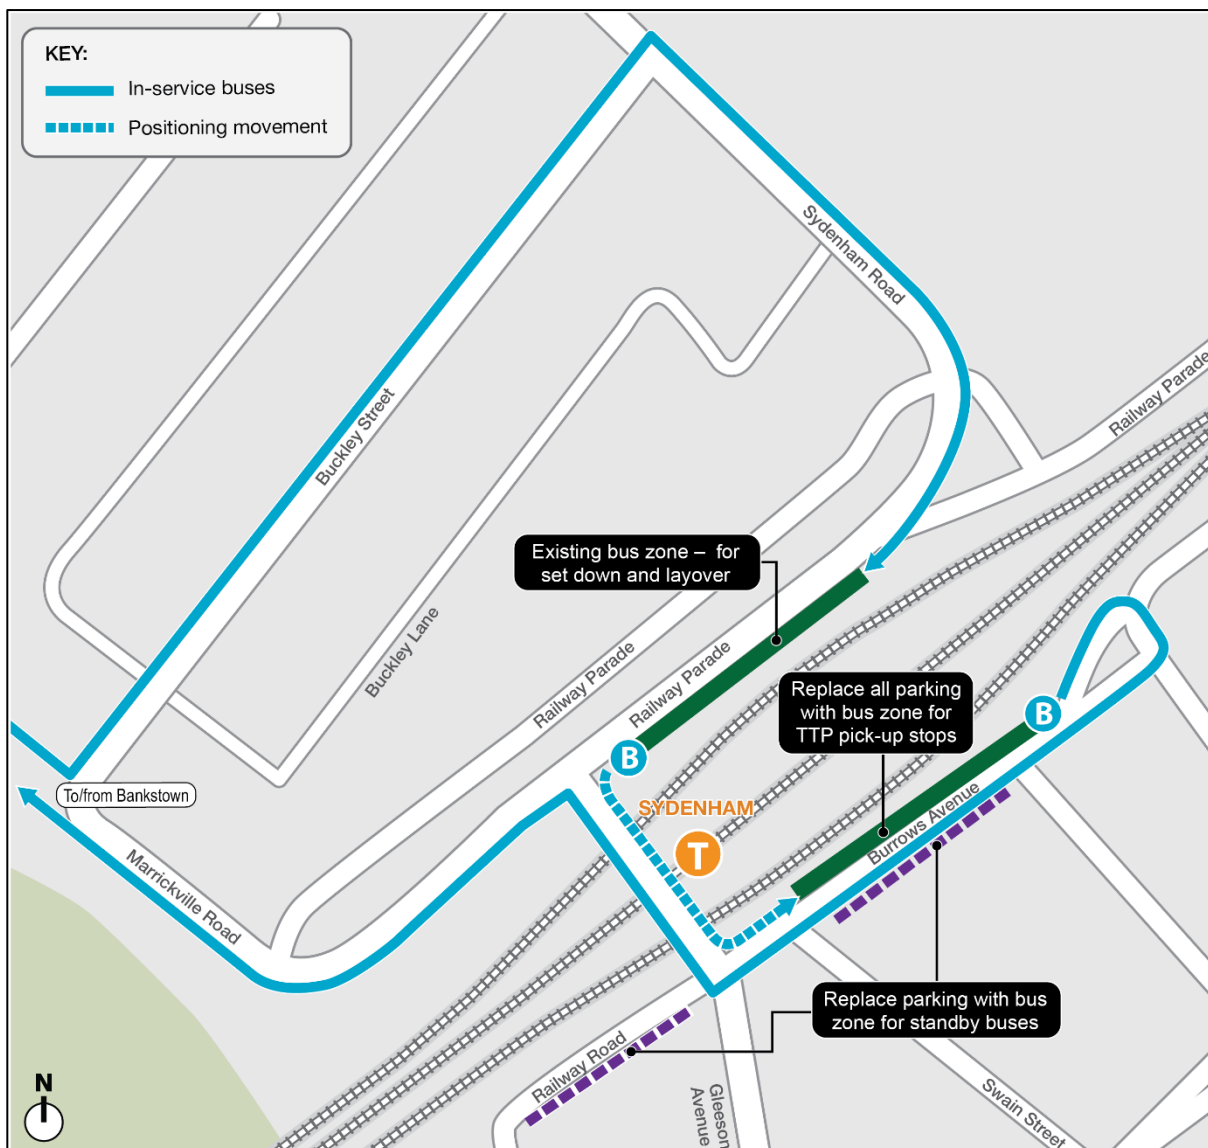 KEY:
In-service buses
Positioning movement
Sydenham Road
Railway Parade
Buckley Street
Existing bus zone – for
set down and layover
Buckley Lane
Railway Parade
Railway Parade
Replace all parking
with bus zone for
TTP pick-up stops
B
B
To/from Bankstown
SYDENHAM
T
Burrows Avenue
Marrickville Road
Replace parking with bus
zone for standby buses
Railway Road
Gleeson
Avenue
Swain Street
N